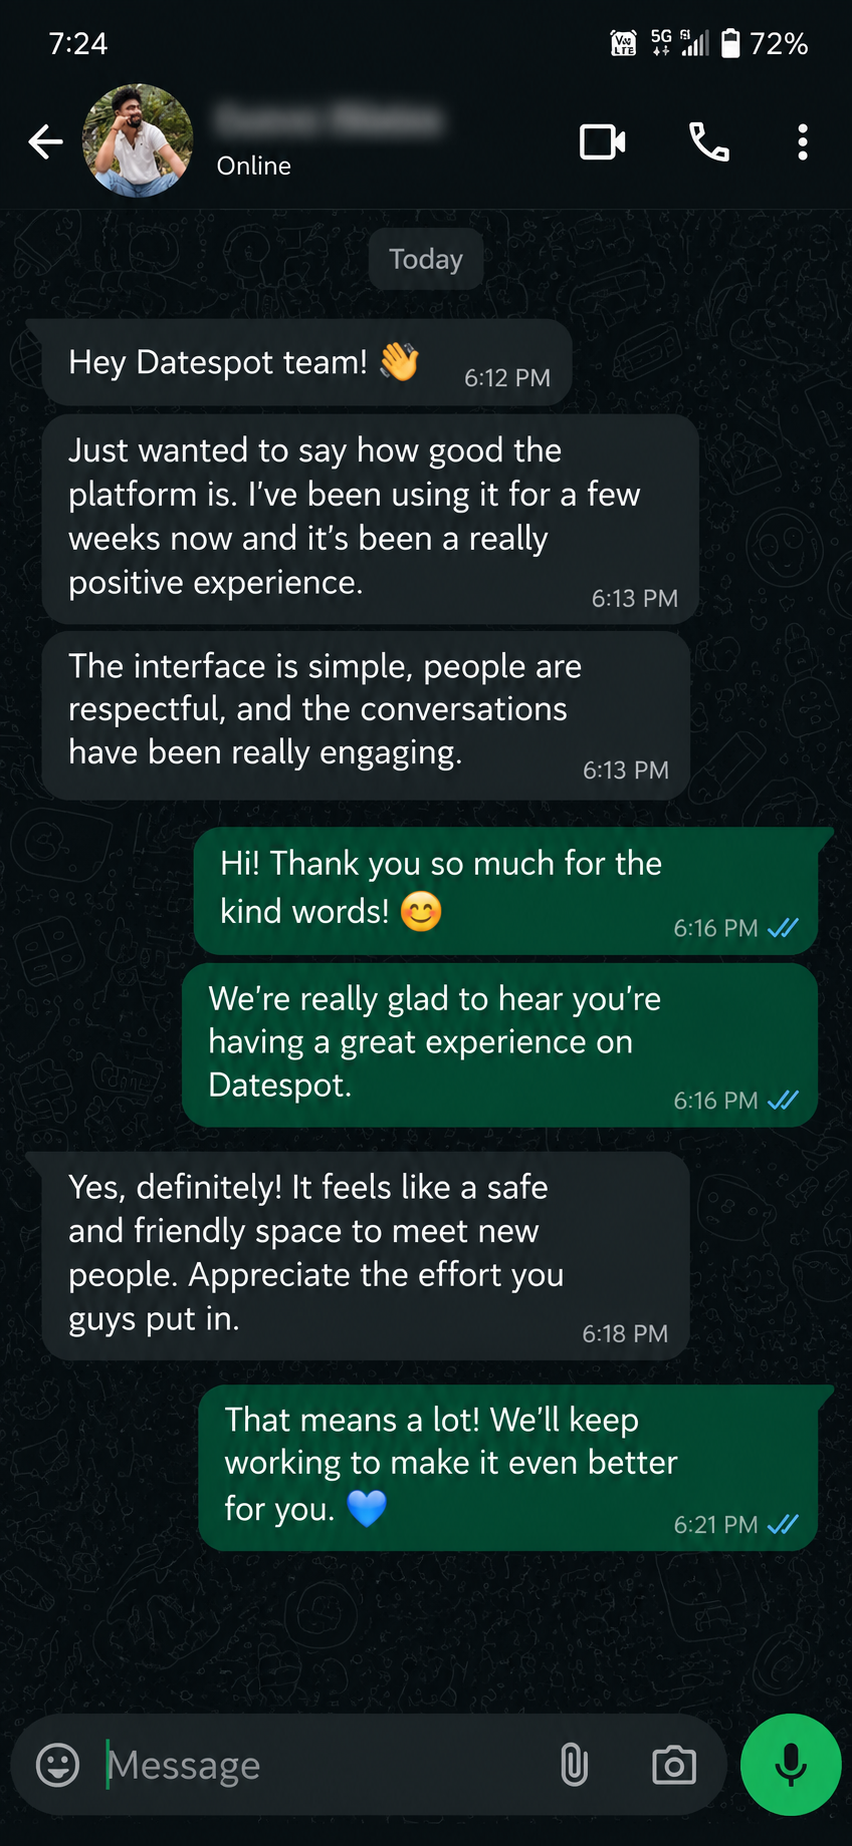 7:24
Vo))
LTE
5G
72%
Online
Today
Hey Datespot team! 👋
6:12 PM
Just wanted to say how good the
platform is. I've been using it for a few
weeks now and it's been a really
positive experience.
6:13 PM
The interface is simple, people are
respectful, and the conversations
have been really engaging.
6:13 PM
Hi! Thank you so much for the
kind words! 😊
6:16 PM
We're really glad to hear you're
having a great experience on
Datespot.
6:16 PM
Yes, definitely! It feels like a safe
and friendly space to meet new
people. Appreciate the effort you
guys put in.
6:18 PM
That means a lot! We'll keep
working to make it even better
for you. 💙
6:21 PM
Message